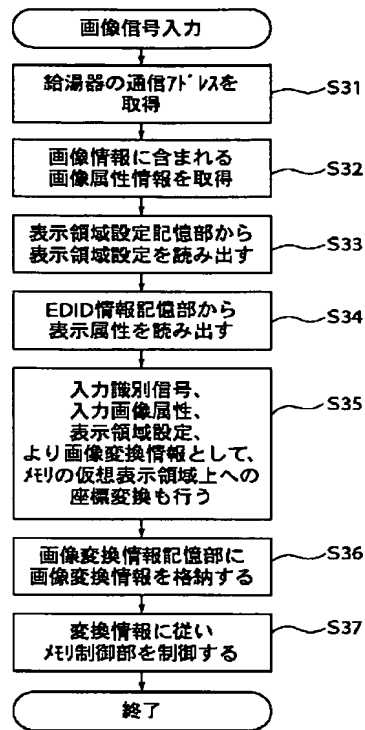 画像信号入力
給湯器の通信ｱﾄﾞﾚｽを
取得
S31
画像情報に含まれる
画像属性情報を取得
S32
表示領域設定記憶部から
表示領域設定を読み出す
S33
EDID情報記憶部から
表示属性を読み出す
S34
入力識別信号、
入力画像属性、
表示領域設定、
より画像変換情報として、
ﾒﾓﾘの仮想表示領域上への
座標変換も行う
S35
画像変換情報記憶部に
画像変換情報を格納する
S36
変換情報に従い
ﾒﾓﾘ制御部を制御する
S37
終了